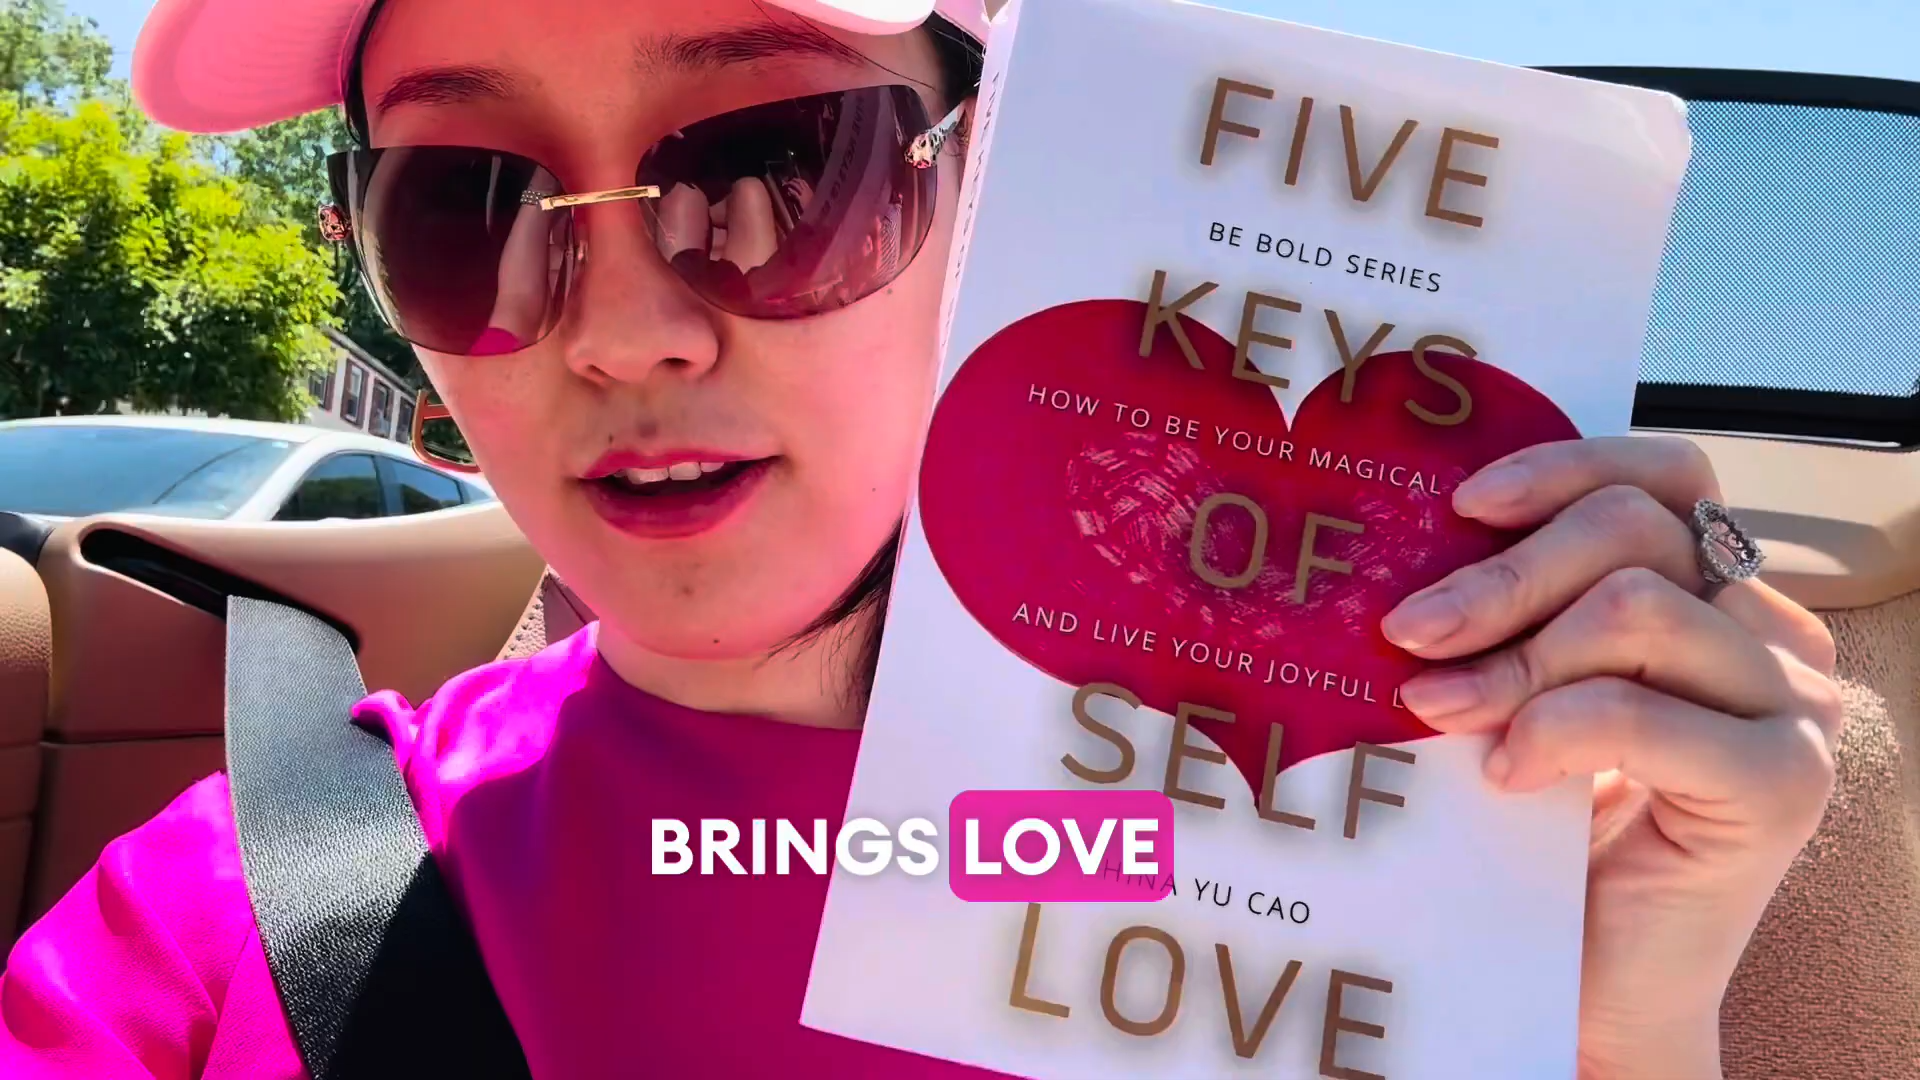 FIVE
BE BOLD SERIES
KEYS
HOW TO BE YOUR MAGICAL
OF
AND LIVE YOUR JOYFUL L
SELF
BRINGS LOVE
YU CAO
LOVE